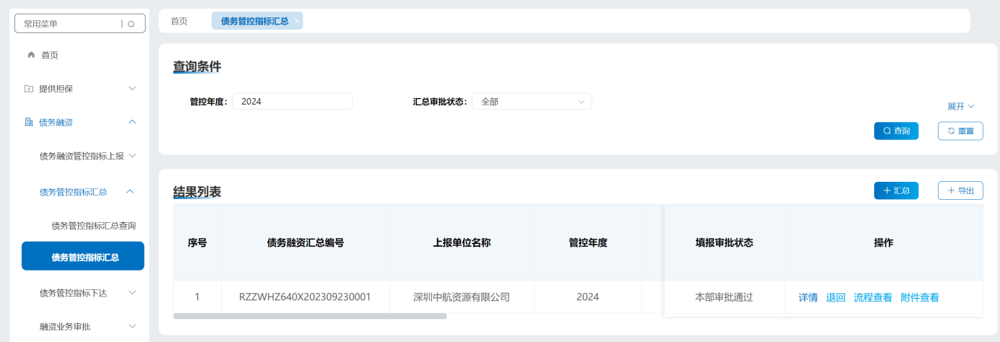 常用菜单
首页
提供担保
债务融资
债务融资管控指标上报
债务管控指标汇总
债务管控指标汇总查询
债务管控指标汇总
债务管控指标下达
融资业务审批
首页 债务管控指标汇总 ×
查询条件
管控年度： 2024 汇总审批状态： 全部
展开
查询 重置
结果列表
+ 汇总 + 导出
序号 债务融资汇总编号 上报单位名称 管控年度 填报审批状态 操作
1 RZZWHZ640X202309230001 深圳中航资源有限公司 2024 本部审批通过 详情 退回 流程查看 附件查看